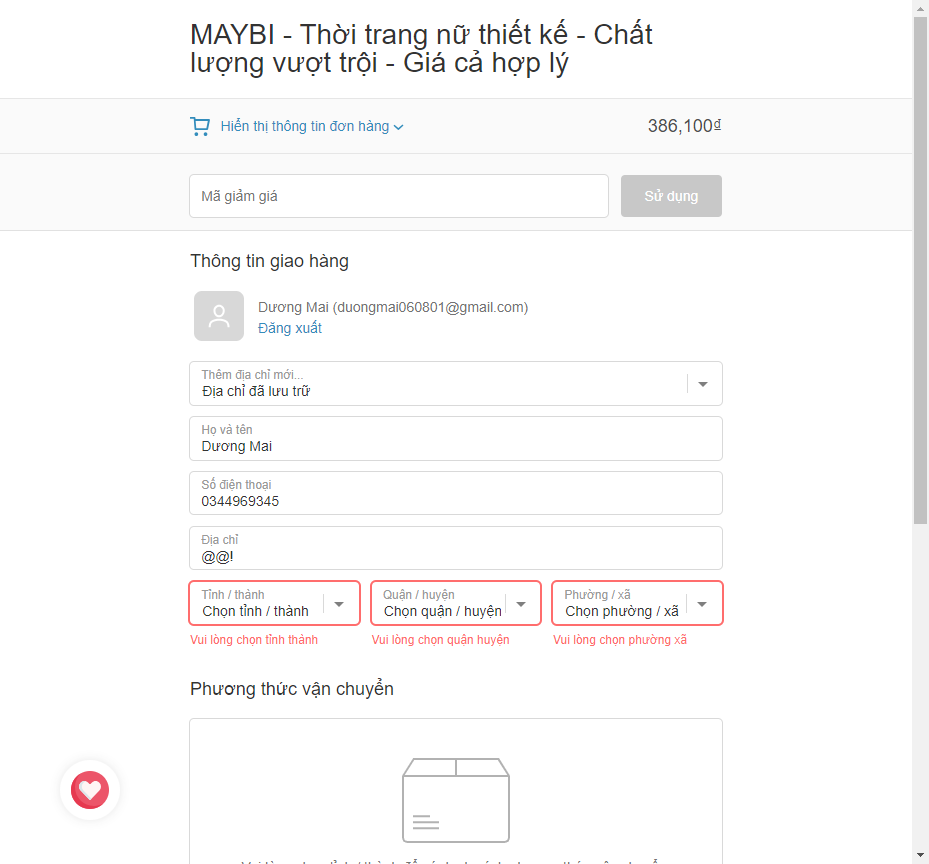 MAYBI - Thời trang nữ thiết kế - Chất
lượng vượt trội - Giá cả hợp lý
Hiển thị thông tin đơn hàng
386,100₫
Mã giảm giá
Sử dụng
Thông tin giao hàng
Dương Mai (duongmai060801@gmail.com)
Đăng xuất
Thêm địa chỉ mới...
Địa chỉ đã lưu trữ
Họ và tên
Dương Mai
Số điện thoại
0344969345
Địa chỉ
@@!
Tỉnh / thành
Chọn tỉnh / thành
Quận / huyện
Chọn quận / huyện
Phường / xã
Chọn phường / xã
Vui lòng chọn tỉnh thành
Vui lòng chọn quận huyện
Vui lòng chọn phường xã
Phương thức vận chuyển